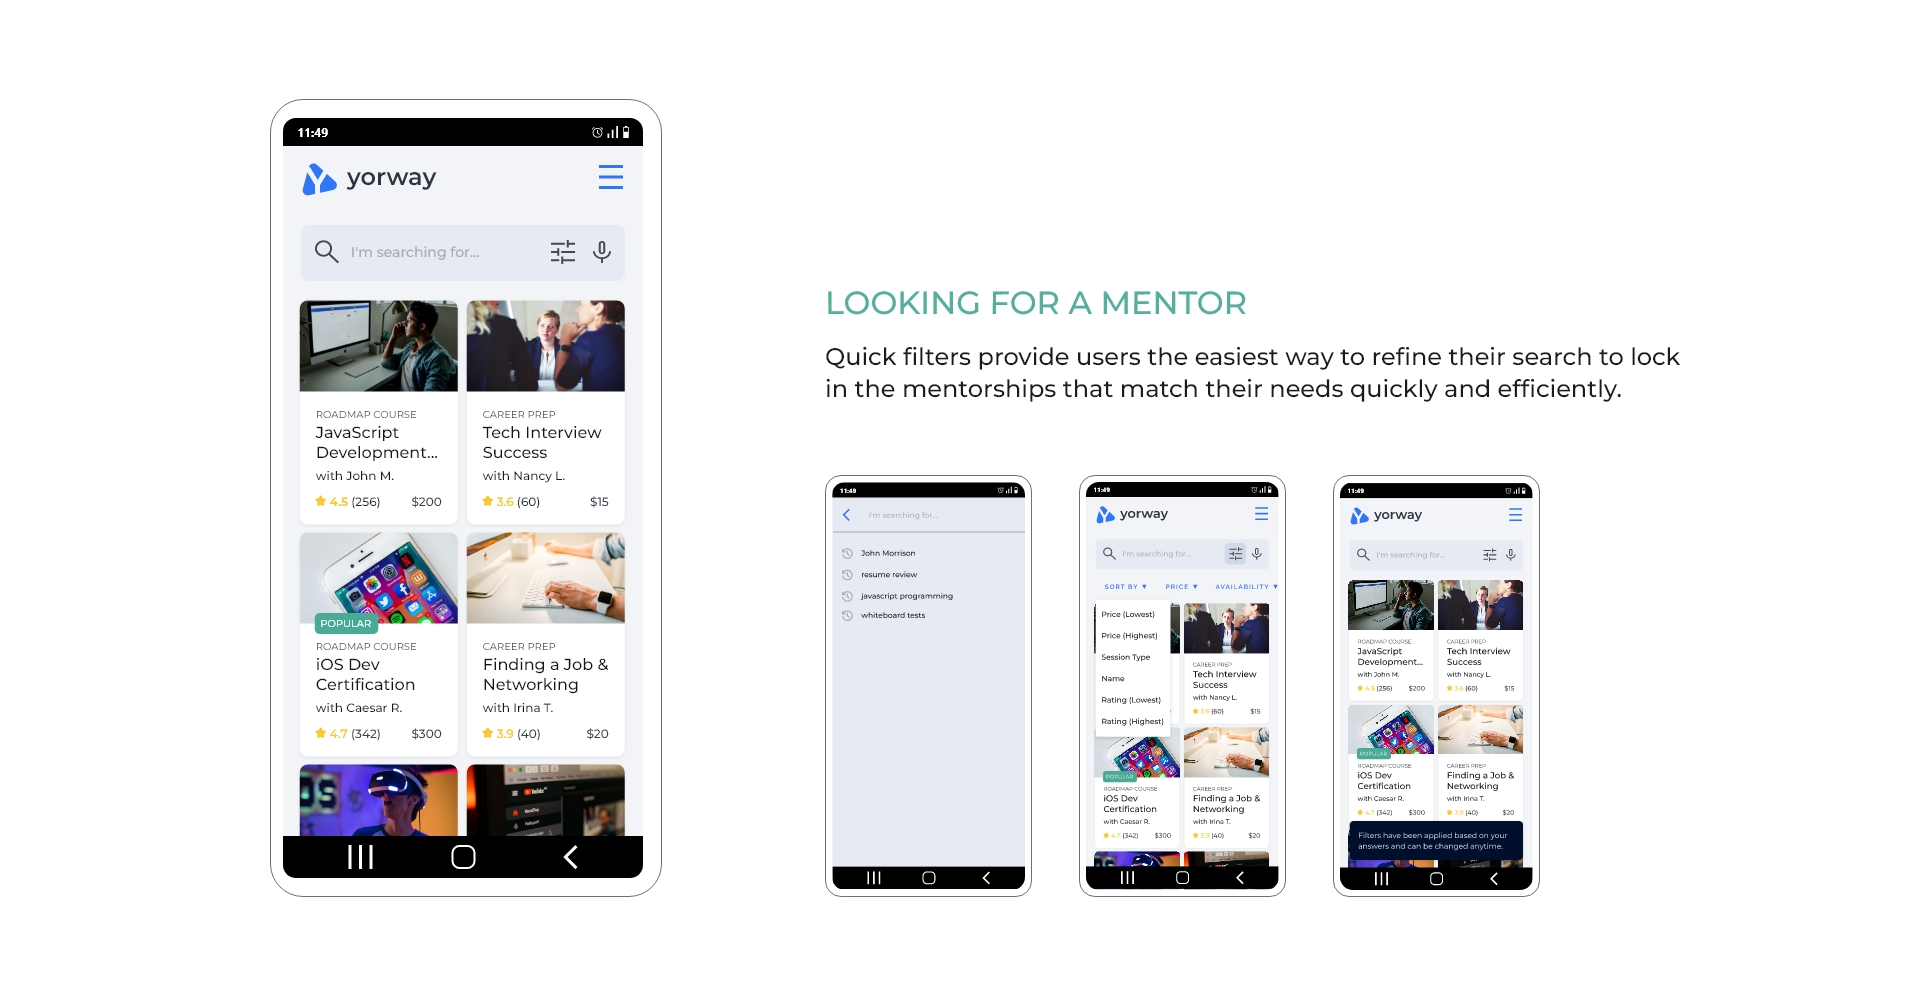 11:49
yorway
I'm searching for...
ROADMAP COURSE
JavaScript
Development...
with John M.
4.5 (256) $200
CAREER PREP
Tech Interview
Success
with Nancy L.
3.6 (60) $15
POPULAR
ROADMAP COURSE
iOS Dev
Certification
with Caesar R.
4.7 (342) $300
CAREER PREP
Finding a Job &
Networking
with Irina T.
3.9 (40) $20
LOOKING FOR A MENTOR
Quick filters provide users the easiest way to refine their search to lock
in the mentorships that match their needs quickly and efficiently.
11:49
I'm searching for...
John Morrison
resume review
javascript programming
whiteboard tests
11:49
yorway
I'm searching for...
SORT BY ▼ PRICE ▼ AVAILABILITY ▼
Price (Lowest)
Price (Highest)
Session Type
Name
Rating (Lowest)
Rating (Highest)
CAREER PREP
Tech Interview
Success
with Nancy L.
3.6 (60) $15
POPULAR
ROADMAP COURSE
iOS Dev
Certification
with Caesar R.
4.7 (342) $300
CAREER PREP
Finding a Job &
Networking
with Irina T.
3.9 (40) $20
11:49
yorway
I'm searching for...
ROADMAP COURSE
JavaScript
Development...
with John M.
4.5 (256) $200
CAREER PREP
Tech Interview
Success
with Nancy L.
3.6 (60) $15
POPULAR
ROADMAP COURSE
iOS Dev
Certification
with Caesar R.
4.7 (342) $300
CAREER PREP
Finding a Job &
Networking
with Irina T.
3.9 (40) $20
Filters have been applied based on your
answers and can be changed anytime.